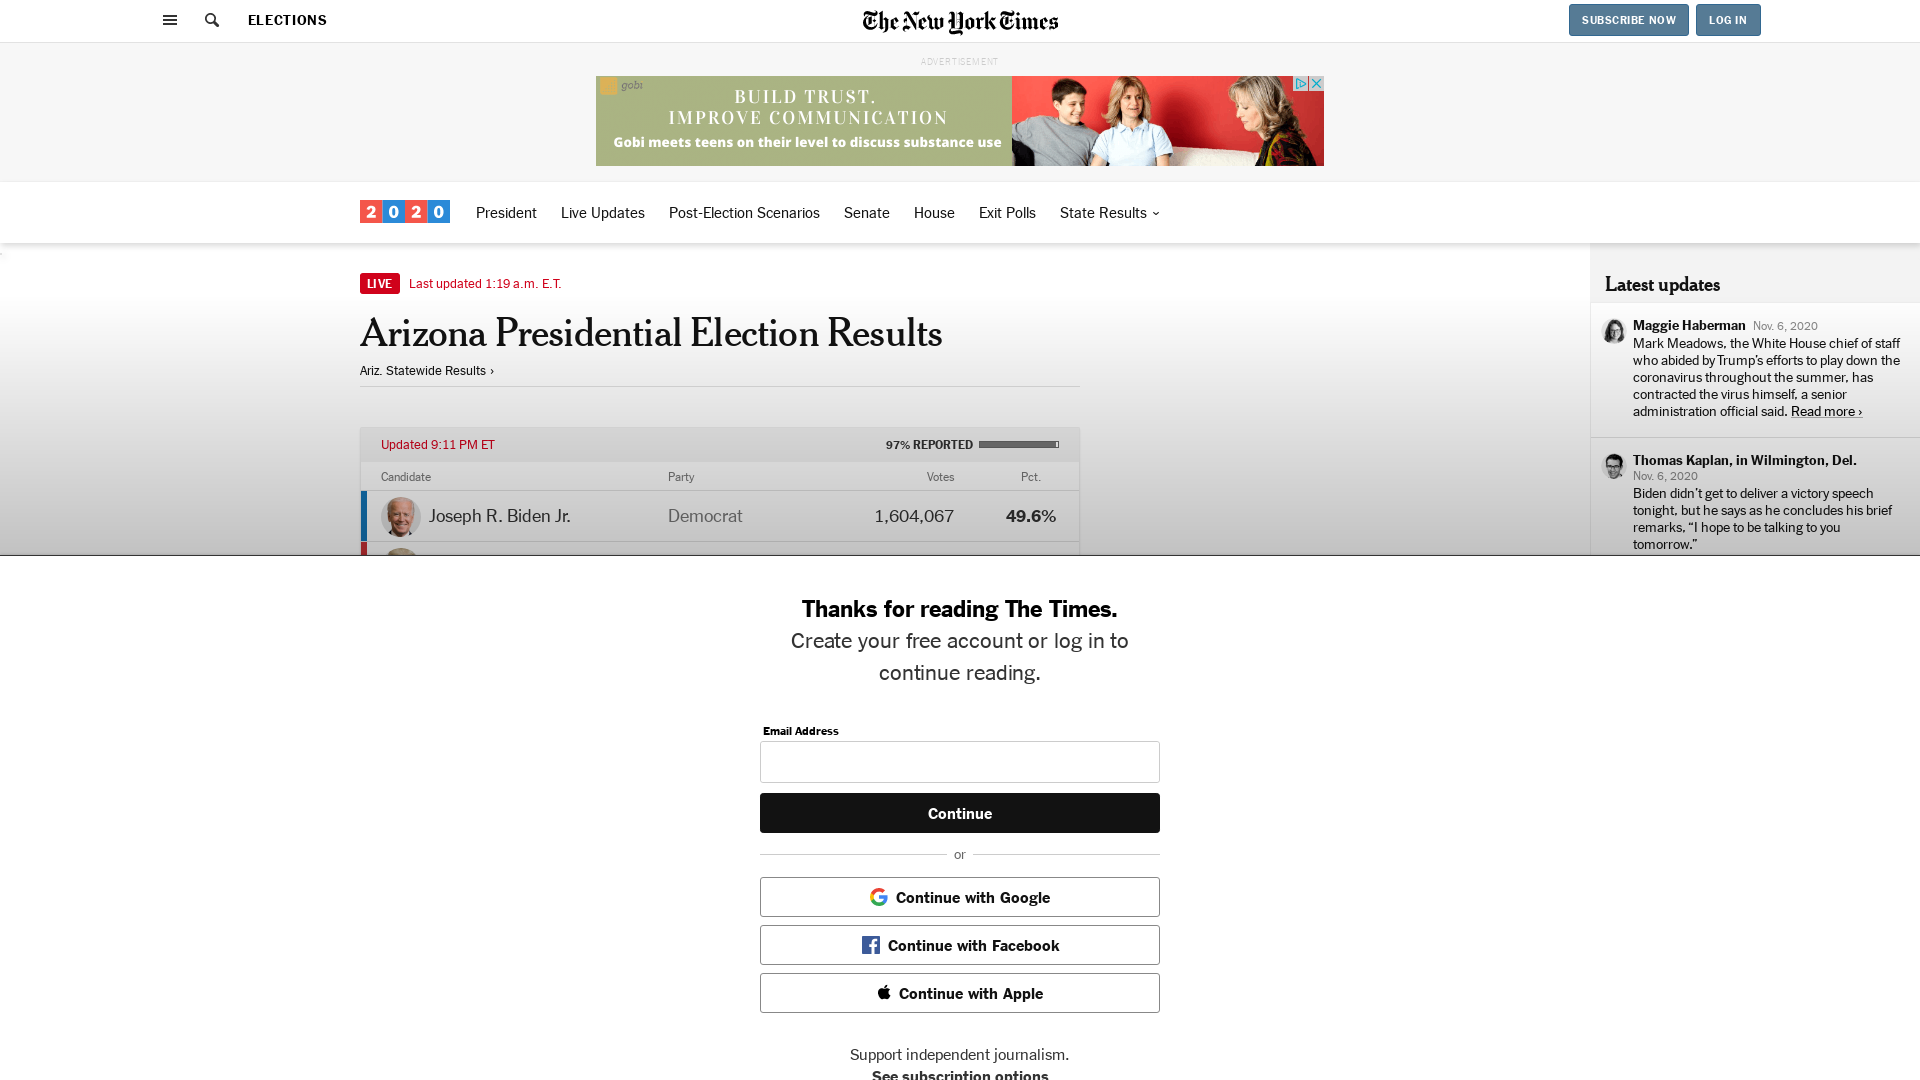 ELECTIONS
The New York Times
SUBSCRIBE NOW
LOG IN
ADVERTISEMENT
gobi
BUILD TRUST.
IMPROVE COMMUNICATION
Gobi meets teens on their level to discuss substance use
2020
President
Live Updates
Post-Election Scenarios
Senate
House
Exit Polls
State Results
LIVE Last updated 1:19 a.m. E.T.
Arizona Presidential Election Results
Ariz. Statewide Results ›
Updated 9:11 PM ET
97% REPORTED
Candidate Party Votes Pct.
Joseph R. Biden Jr. Democrat 1,604,067 49.6%
Latest updates
Maggie Haberman Nov. 6, 2020
Mark Meadows, the White House chief of staff
who abided by Trump’s efforts to play down the
coronavirus throughout the summer, has
contracted the virus himself, a senior
administration official said. Read more ›
Thomas Kaplan, in Wilmington, Del.
Nov. 6, 2020
Biden didn’t get to deliver a victory speech
tonight, but he says as he concludes his brief
remarks, “I hope to be talking to you
tomorrow.”
Thanks for reading The Times.
Create your free account or log in to
continue reading.
Email Address
Continue
or
Continue with Google
Continue with Facebook
Continue with Apple
Support independent journalism.
See subscription options